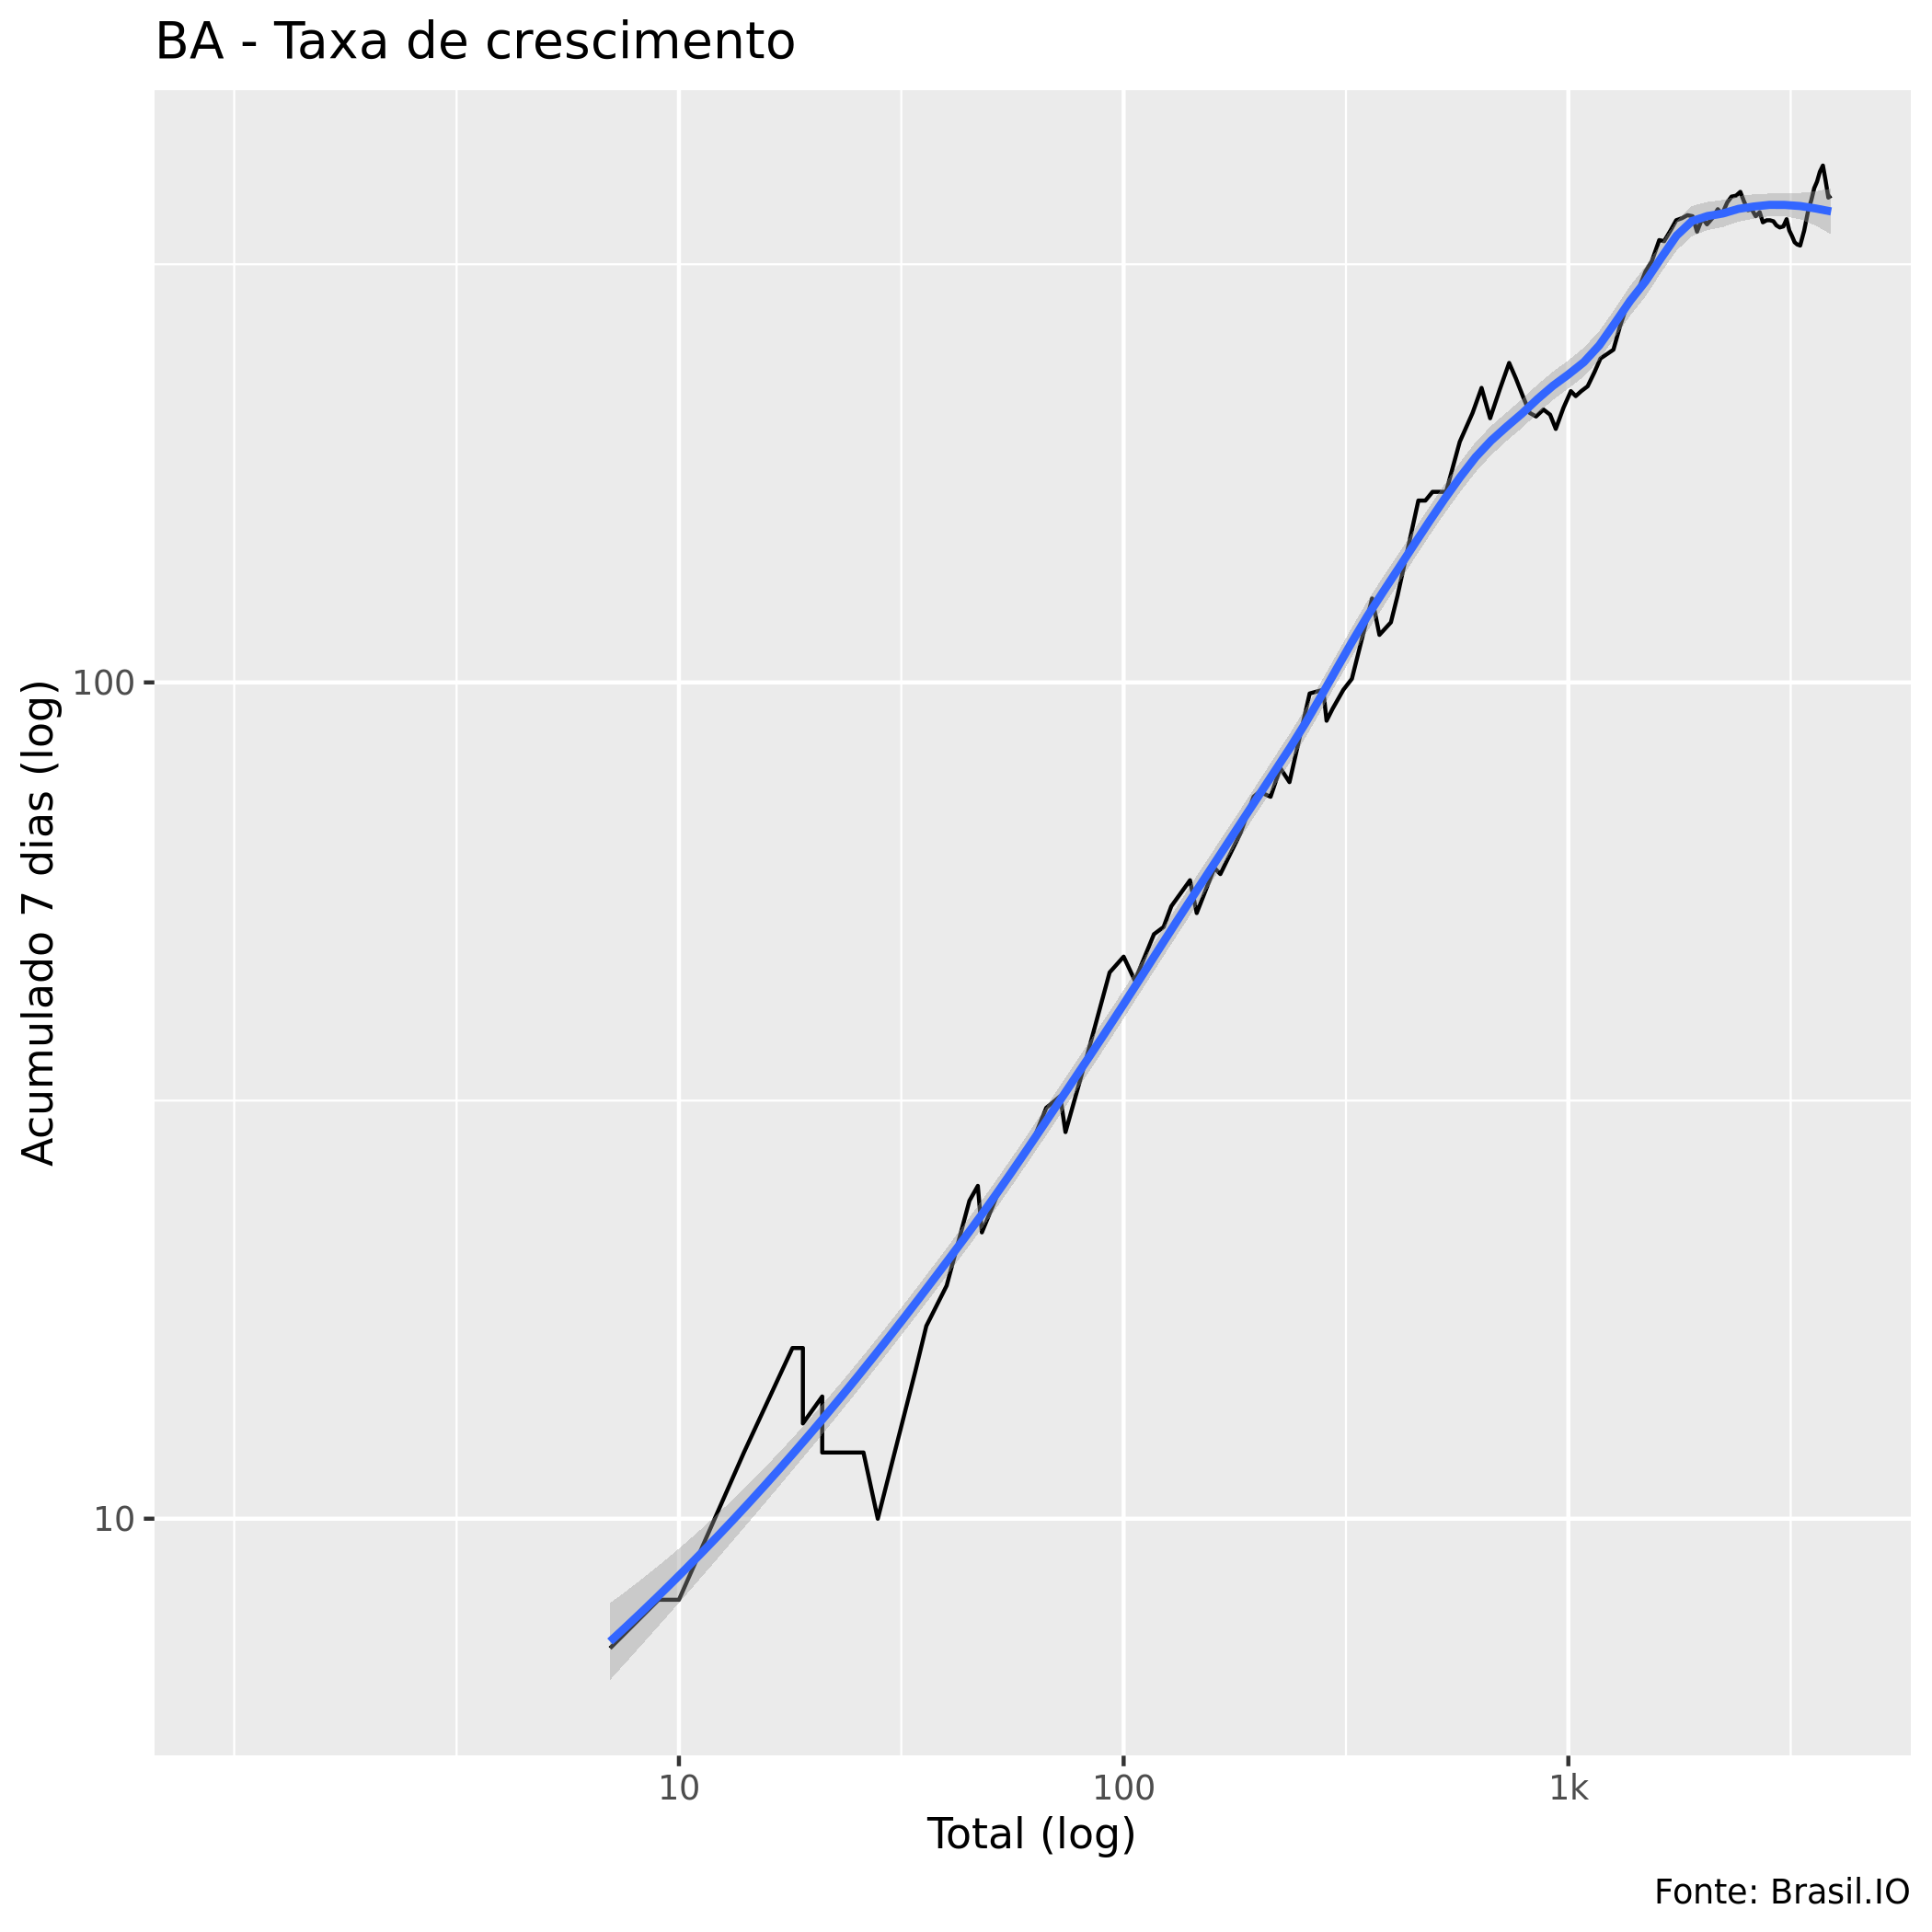 BA - Taxa de crescimento
Acumulado 7 dias (log)
100
10
10
100
1k
Total (log)
Fonte: Brasil.IO